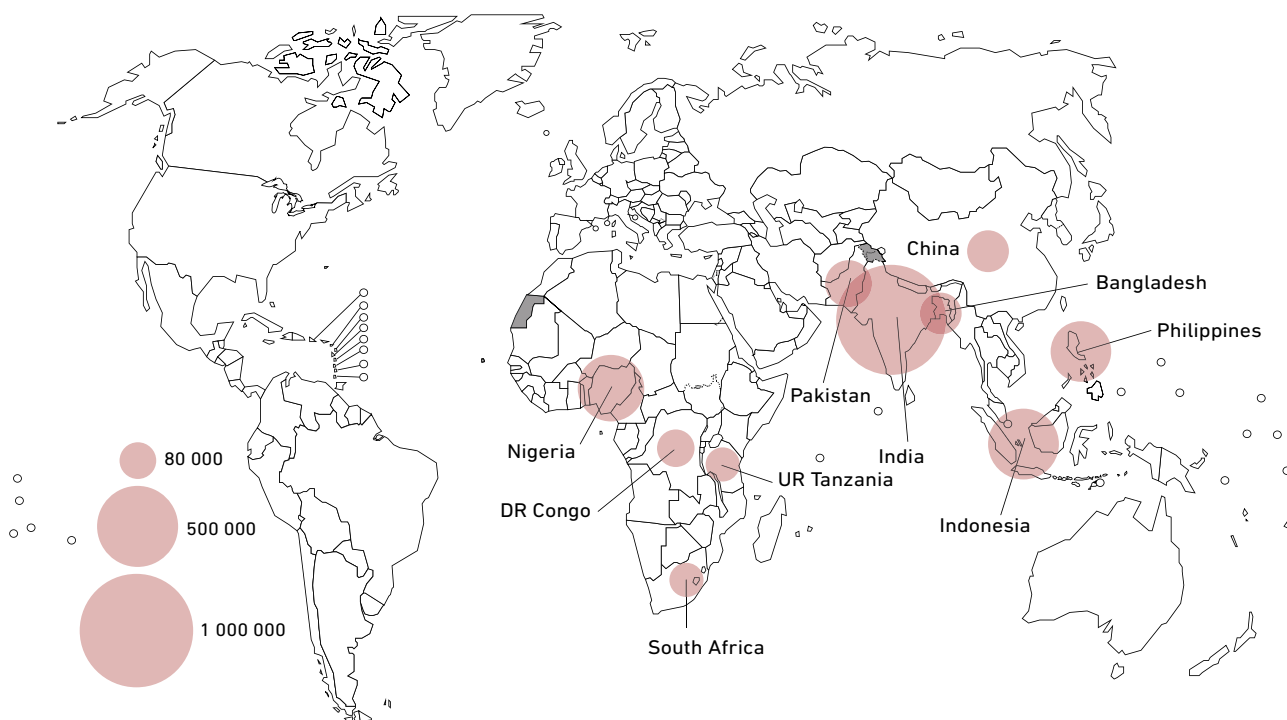 China
Bangladesh
Philippines
Pakistan
Nigeria
India
80 000
UR Tanzania
DR Congo
500 000
Indonesia
1 000 000
South Africa